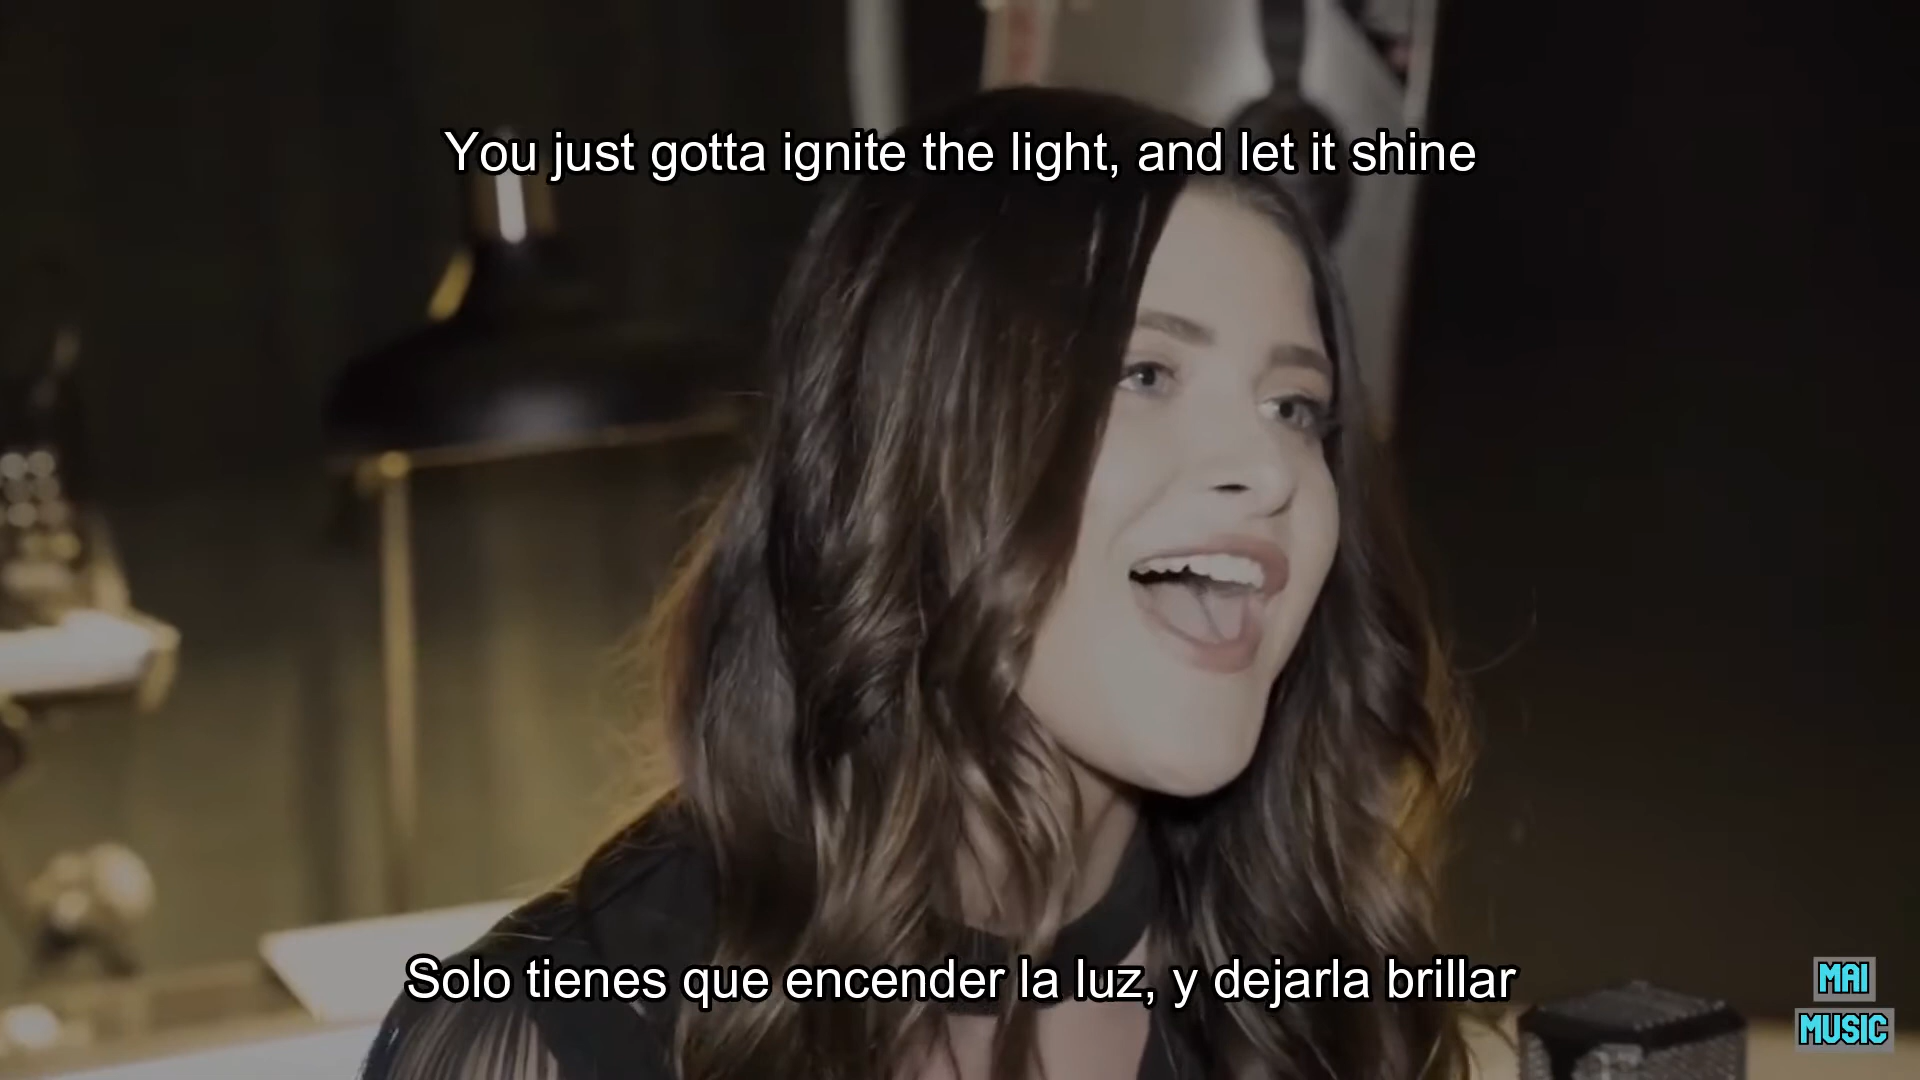 You just gotta ignite the light, and let it shine
Solo tienes que encender la luz, y dejarla brillar
MAI
MUSIC